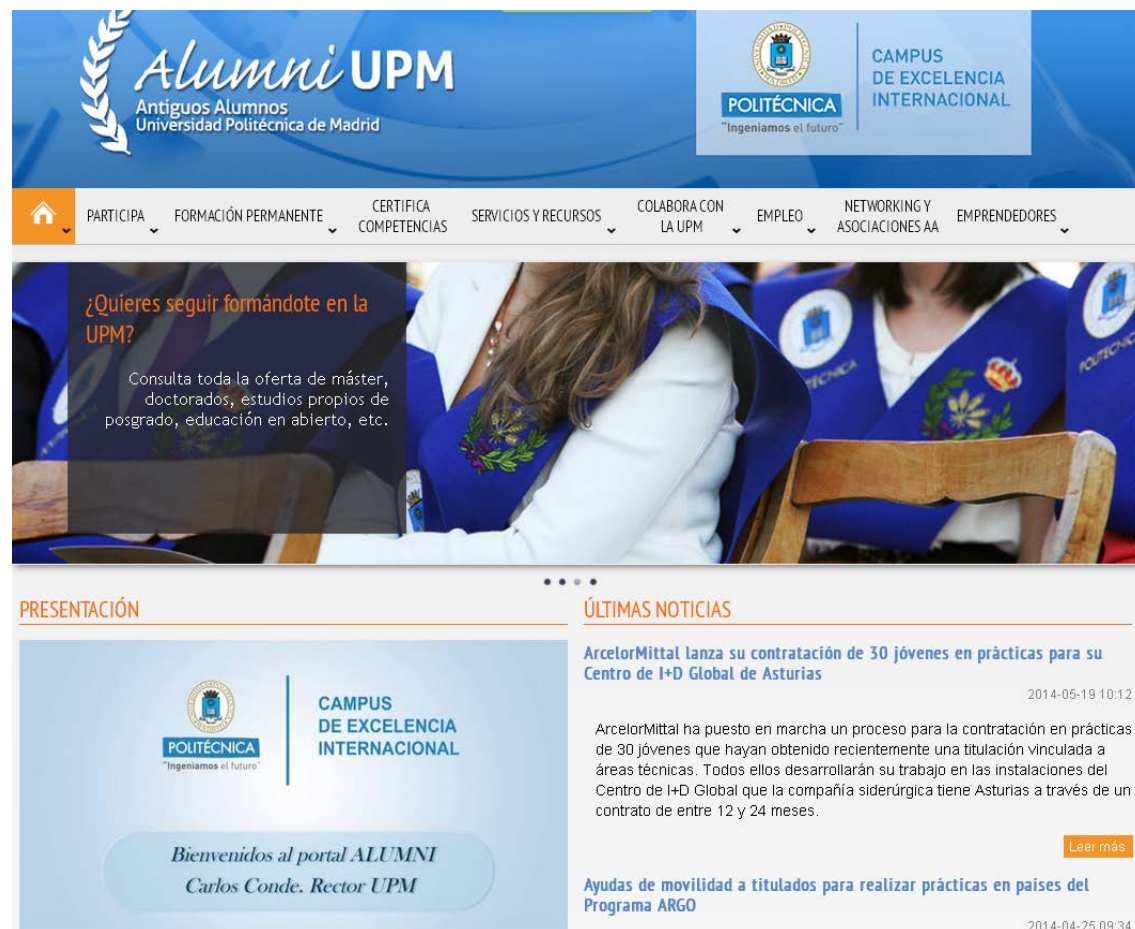 Alumni UPM
Antiguos Alumnos
Universidad Politécnica de Madrid
POLITÉCNICA
"Ingeniamos el futuro"
CAMPUS
DE EXCELENCIA
INTERNACIONAL
PARTICIPA
FORMACIÓN PERMANENTE
CERTIFICA
COMPETENCIAS
SERVICIOS Y RECURSOS
COLABORA CON
LA UPM
EMPLEO
NETWORKING Y
ASOCIACIONES AA
EMPRENDEDORES
¿Quieres seguir formándote en la
UPM?
Consulta toda la oferta de máster,
doctorados, estudios propios de
posgrado, educación en abierto, etc.
POLITÉCNICA
PRESENTACIÓN
POLITÉCNICA
"Ingeniamos el futuro"
CAMPUS
DE EXCELENCIA
INTERNACIONAL
Bienvenidos al portal ALUMNI
Carlos Conde. Rector UPM
ÚLTIMAS NOTICIAS
ArcelorMittal lanza su contratación de 30 jóvenes en prácticas para su
Centro de I+D Global de Asturias
2014-05-19 10:12
ArcelorMittal ha puesto en marcha un proceso para la contratación en prácticas
de 30 jóvenes que hayan obtenido recientemente una titulación vinculada a
áreas técnicas. Todos ellos desarrollarán su trabajo en las instalaciones del
Centro de I+D Global que la compañía siderúrgica tiene Asturias a través de un
contrato de entre 12 y 24 meses.
Leer más
Ayudas de movilidad a titulados para realizar prácticas en países del
Programa ARGO
2014-04-25 09:34